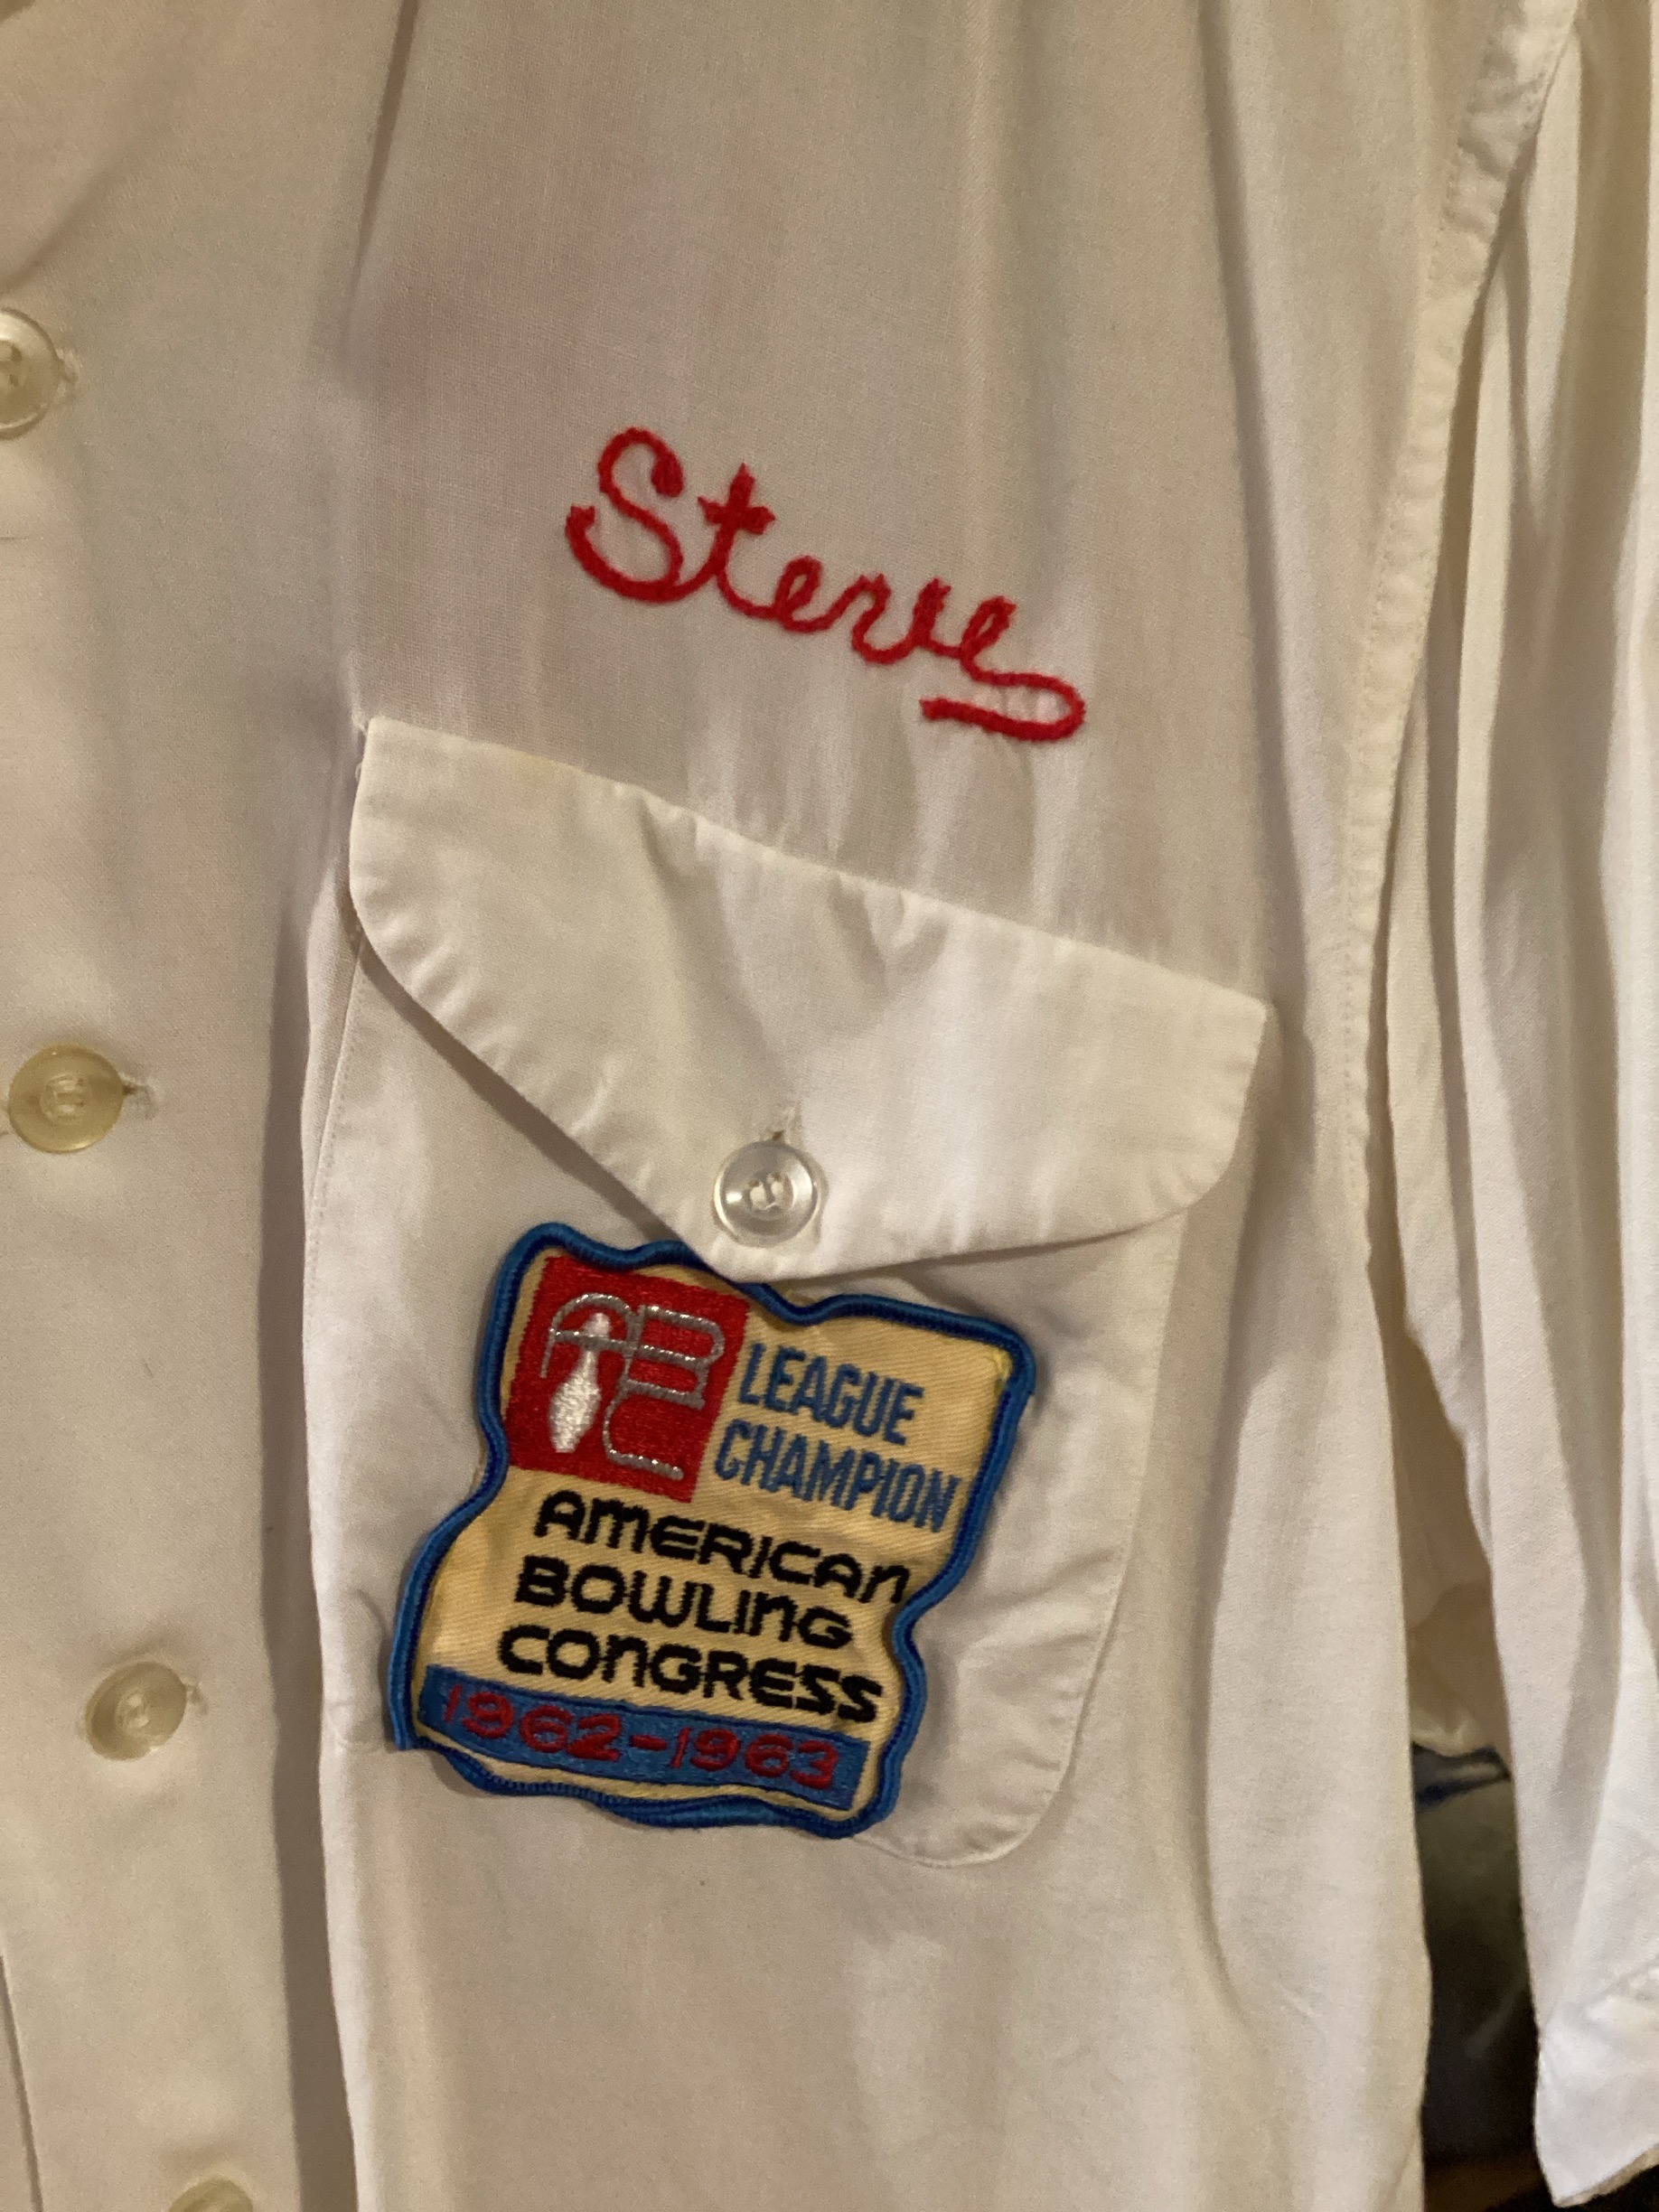 Steve
ABC
LEAGUE
CHAMPION
AMERICAN
BOWLING
CONGRESS
1962-1963